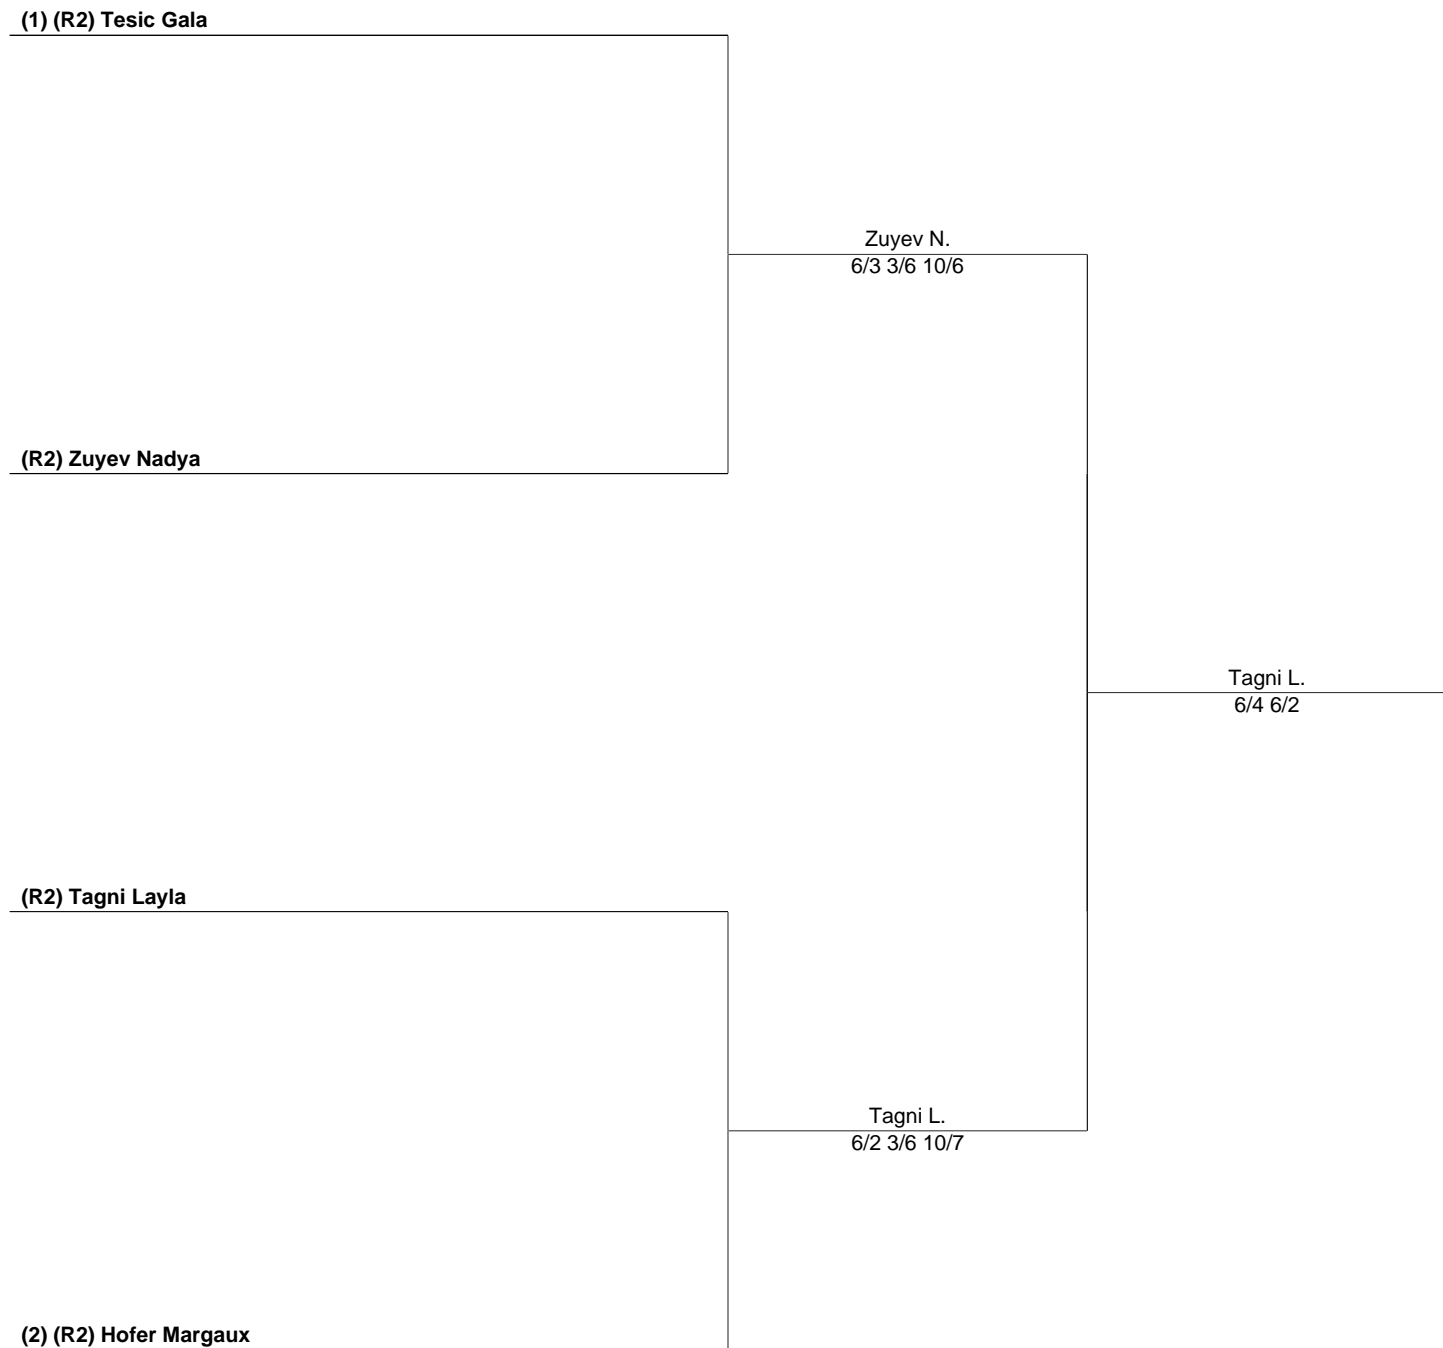 (1) (R2) Tesic Gala
Zuyev N.
6/3 3/6 10/6
(R2) Zuyev Nadya
Tagni L.
6/4 6/2
(R2) Tagni Layla
Tagni L.
6/2 3/6 10/7
(2) (R2) Hofer Margaux